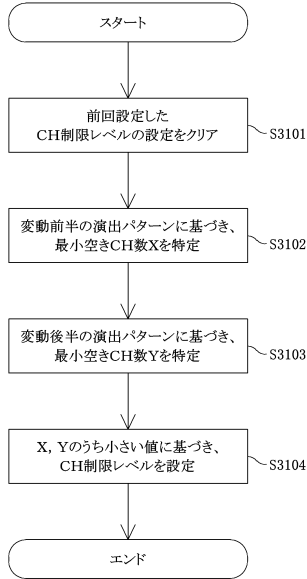 スタート
前回設定した
CH制限レベルの設定をクリア
S3101
変動前半の演出パターンに基づき、
最小空きCH数Xを特定
S3102
変動後半の演出パターンに基づき、
最小空きCH数Yを特定
S3103
X, Yのうち小さい値に基づき、
CH制限レベルを設定
S3104
エンド